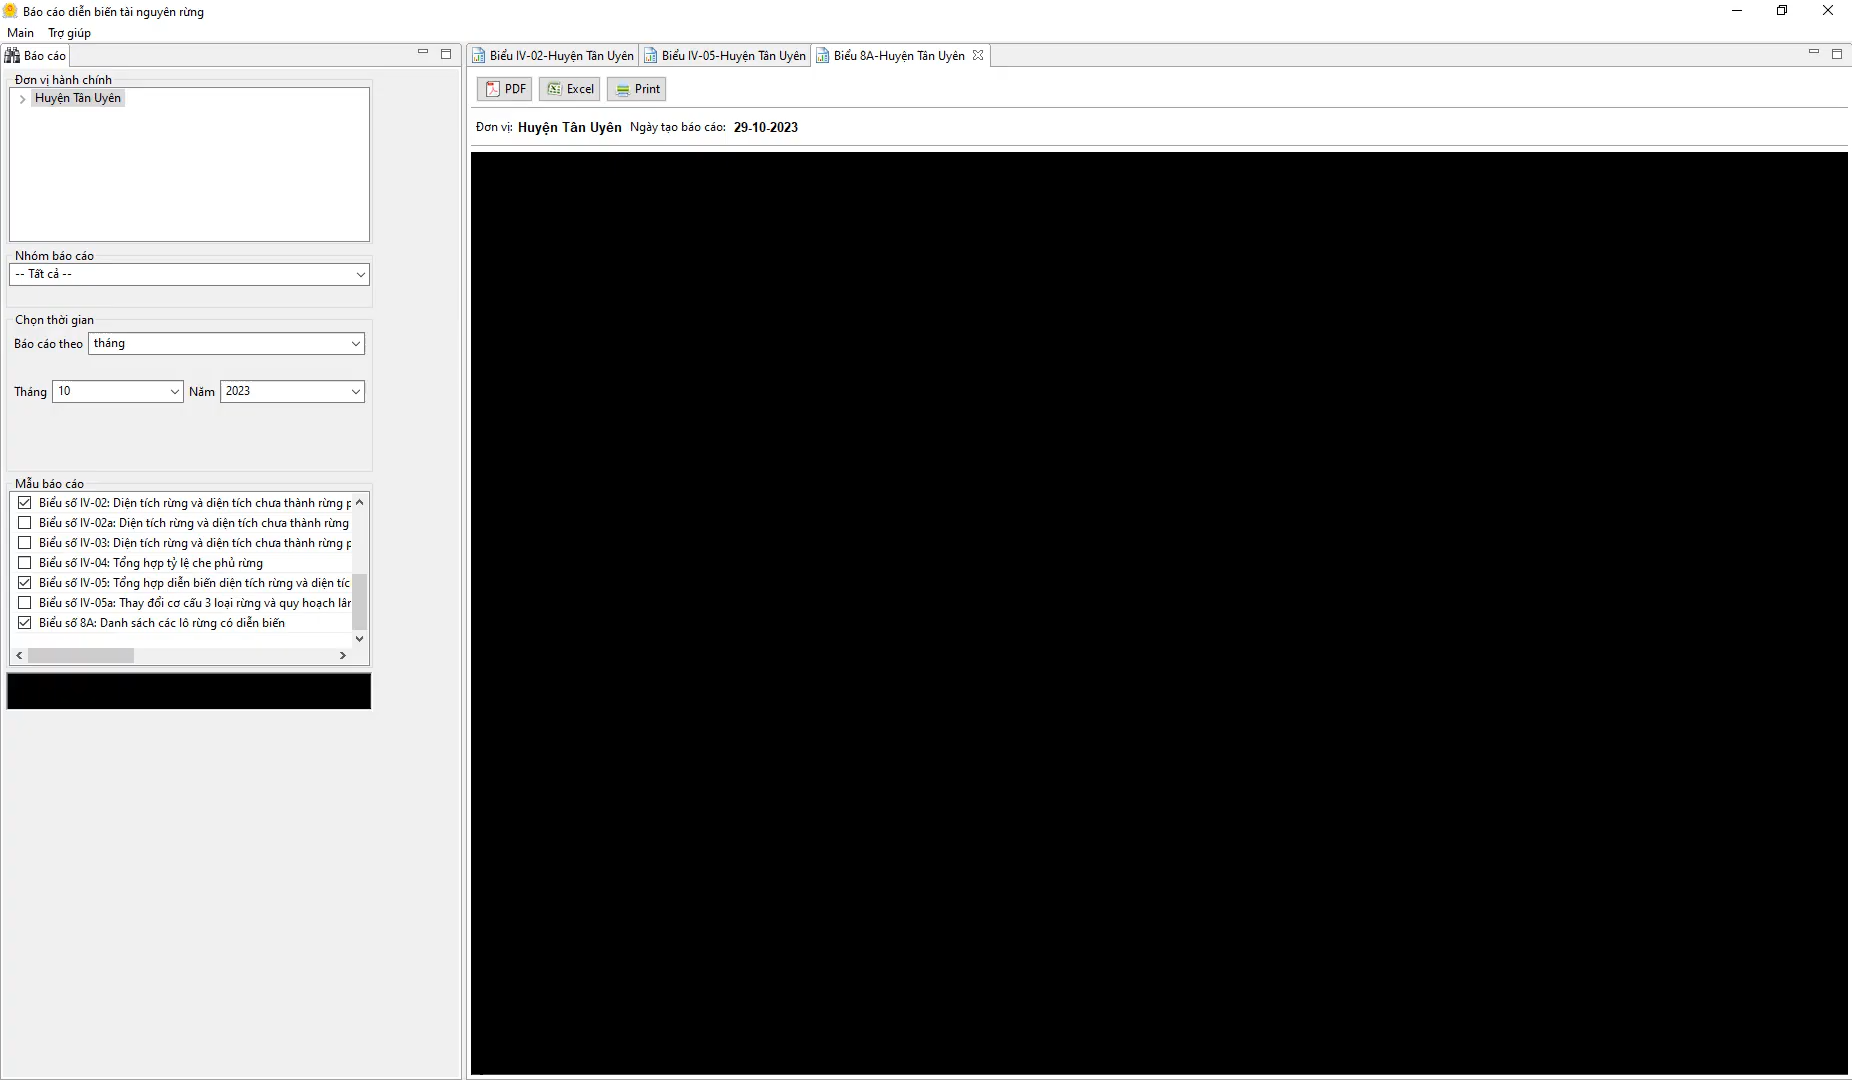 Báo cáo diễn biến tài nguyên rừng
Main Trợ giúp
Báo cáo
Đơn vị hành chính
Huyện Tân Uyên
Nhóm báo cáo
-- Tất cả --
Chọn thời gian
Báo cáo theo tháng
Tháng 10 Năm 2023
Mẫu báo cáo
Biểu số IV-02: Diện tích rừng và diện tích chưa thành rừng p
Biểu số IV-02a: Diện tích rừng và diện tích chưa thành rừng
Biểu số IV-03: Diện tích rừng và diện tích chưa thành rừng p
Biểu số IV-04: Tổng hợp tỷ lệ che phủ rừng
Biểu số IV-05: Tổng hợp diễn biến diện tích rừng và diện tíc
Biểu số IV-05a: Thay đổi cơ cấu 3 loại rừng và quy hoạch lâr
Biểu số 8A: Danh sách các lô rừng có diễn biến
Biểu IV-02-Huyện Tân Uyên Biểu IV-05-Huyện Tân Uyên Biểu 8A-Huyện Tân Uyên
PDF Excel Print
Đơn vị: Huyện Tân Uyên Ngày tạo báo cáo: 29-10-2023